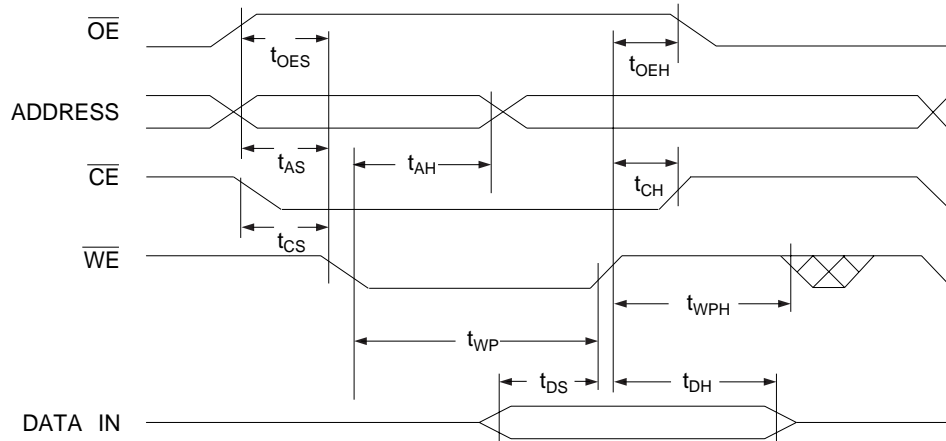 OE
tOES
tOEH
ADDRESS
tAS
tAH
CE
tCH
tCS
WE
tWPH
tWP
tDS
tDH
DATA IN